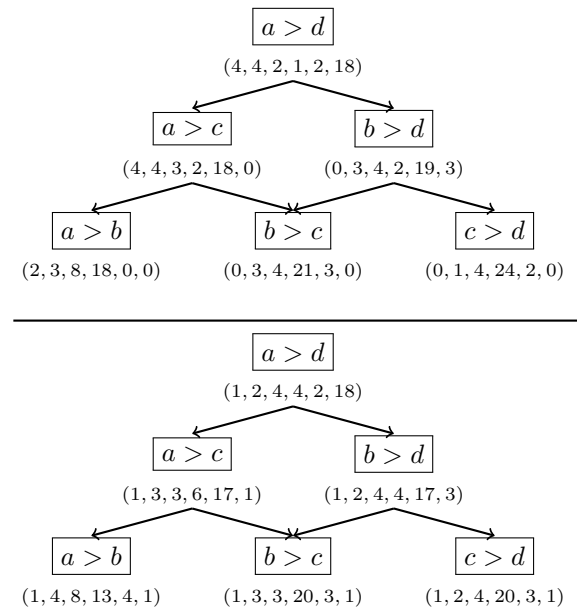 a > d
(4, 4, 2, 1, 2, 18)
a > c b > d
(4, 4, 3, 2, 18, 0) (0, 3, 4, 2, 19, 3)
a > b b > c c > d
(2, 3, 8, 18, 0, 0) (0, 3, 4, 21, 3, 0) (0, 1, 4, 24, 2, 0)
a > d
(1, 2, 4, 4, 2, 18)
a > c b > d
(1, 3, 3, 6, 17, 1) (1, 2, 4, 4, 17, 3)
a > b b > c c > d
(1, 4, 8, 13, 4, 1) (1, 3, 3, 20, 3, 1) (1, 2, 4, 20, 3, 1)